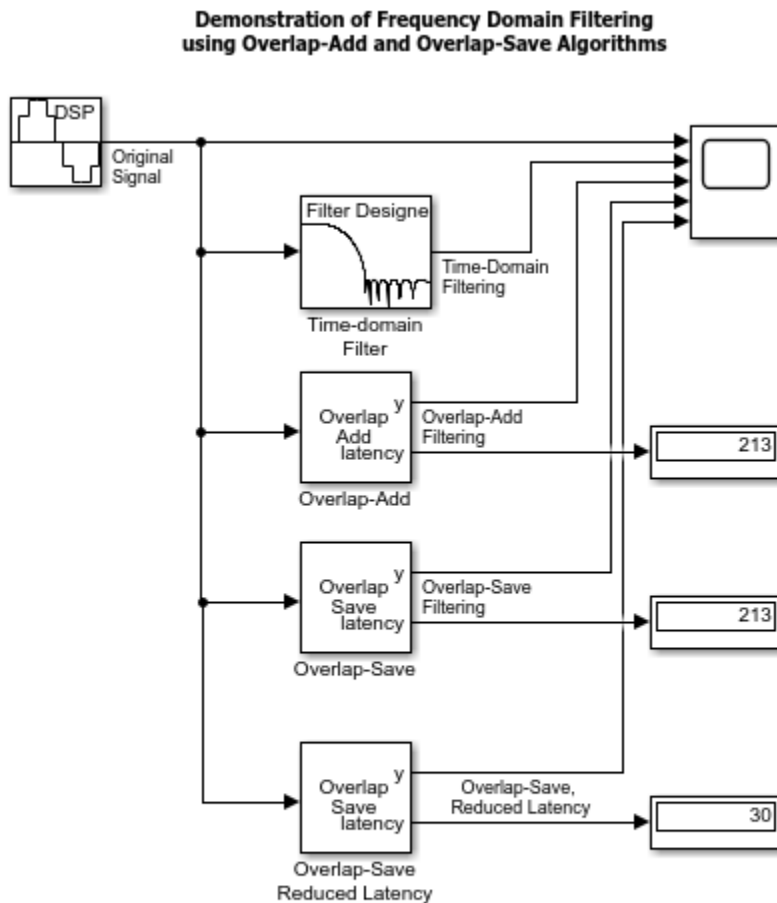 Demonstration of Frequency Domain Filtering
using Overlap-Add and Overlap-Save Algorithms
DSP
Original
Signal
Filter Designe
Time-Domain
Filtering
Time-domain
Filter
y
Overlap
Add
latency
Overlap-Add
Filtering
213
Overlap-Add
y
Overlap
Save
latency
Overlap-Save
Filtering
213
Overlap-Save
y
Overlap
Save
latency
Overlap-Save,
Reduced Latency
30
Overlap-Save
Reduced Latency